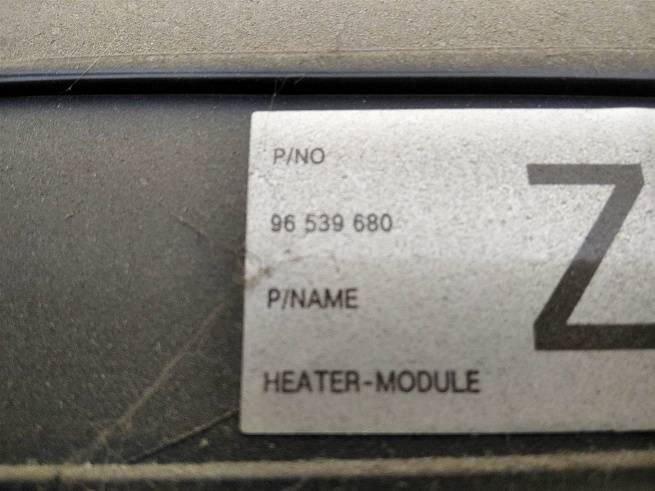 P/NO
96 539 680
P/NAME
HEATER-MODULE
Z